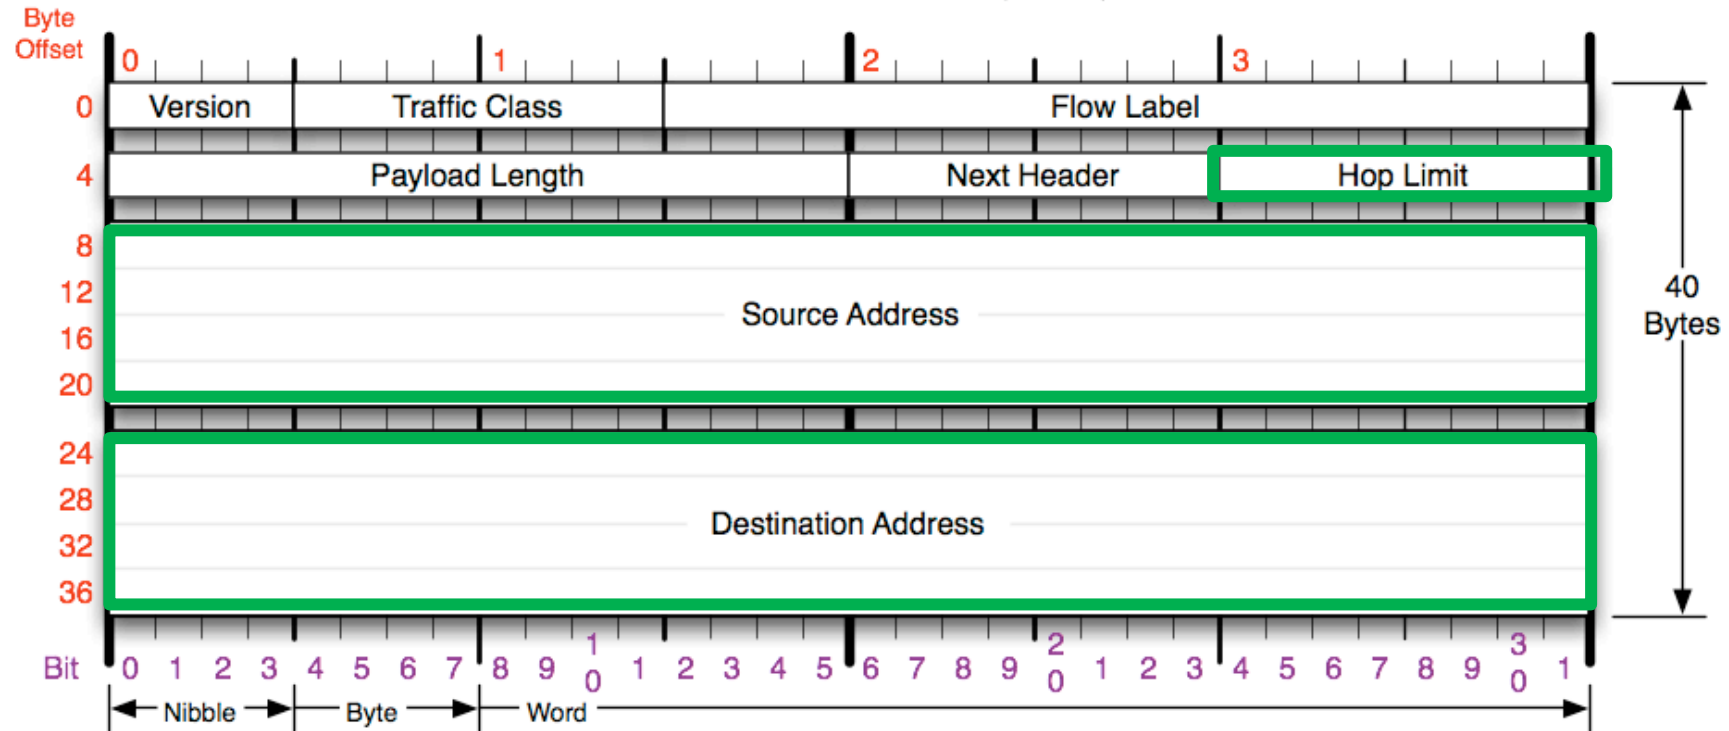 Byte
Offset
0 1 2 3
0 Version Traffic Class Flow Label
4 Payload Length Next Header Hop Limit
8
12
Source Address
16
20
40
Bytes
24
28
Destination Address
32
36
Bit 0 1 2 3 4 5 6 7 8 9 10 1 2 3 4 5 6 7 8 9 20 1 2 3 4 5 6 7 8 9 30 1
Nibble Byte Word